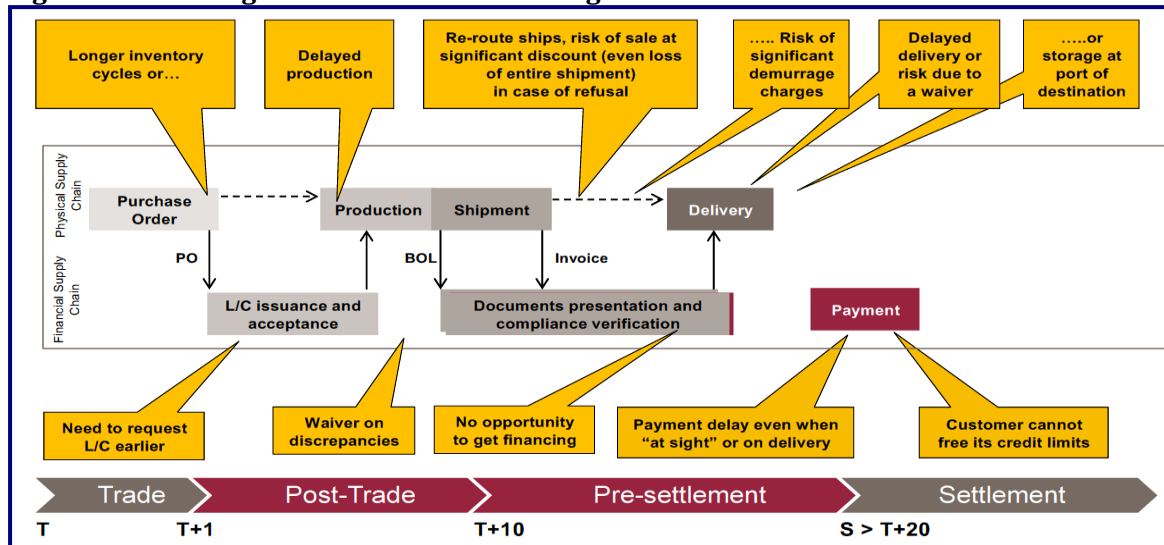 Longer inventory
cycles or…
Delayed
production
Re-route ships, risk of sale at
significant discount (even loss
of entire shipment)
in case of refusal
….. Risk of
significant
demurrage
charges
Delayed
delivery or
risk due to
a waiver
…..or
storage at
port of
destination
Physical Supply
Chain
Purchase
Order
Production
Shipment
Delivery
PO
BOL
Invoice
Financial Supply
Chain
L/C issuance and
acceptance
Documents presentation and
compliance verification
Payment
Need to request
L/C earlier
Waiver on
discrepancies
No opportunity
to get financing
Payment delay even when
“at sight” or on delivery
Customer cannot
free its credit limits
Trade
Post-Trade
Pre-settlement
Settlement
T
T+1
T+10
S > T+20